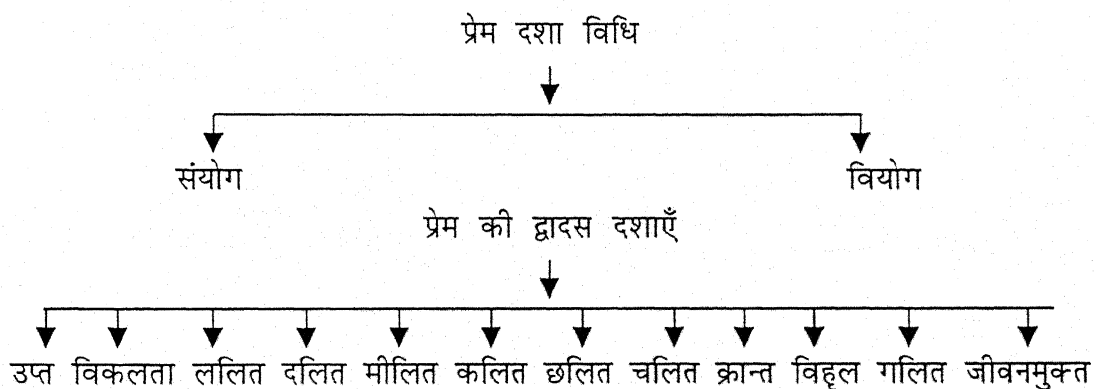 प्रेम दशा विधि
संयोग वियोग
प्रेम की द्वादस दशाएँ
उप्त विकलता ललित दलित मीलित कलित छलित चलित क्रान्त विहृल गलित जीवनमुक्त